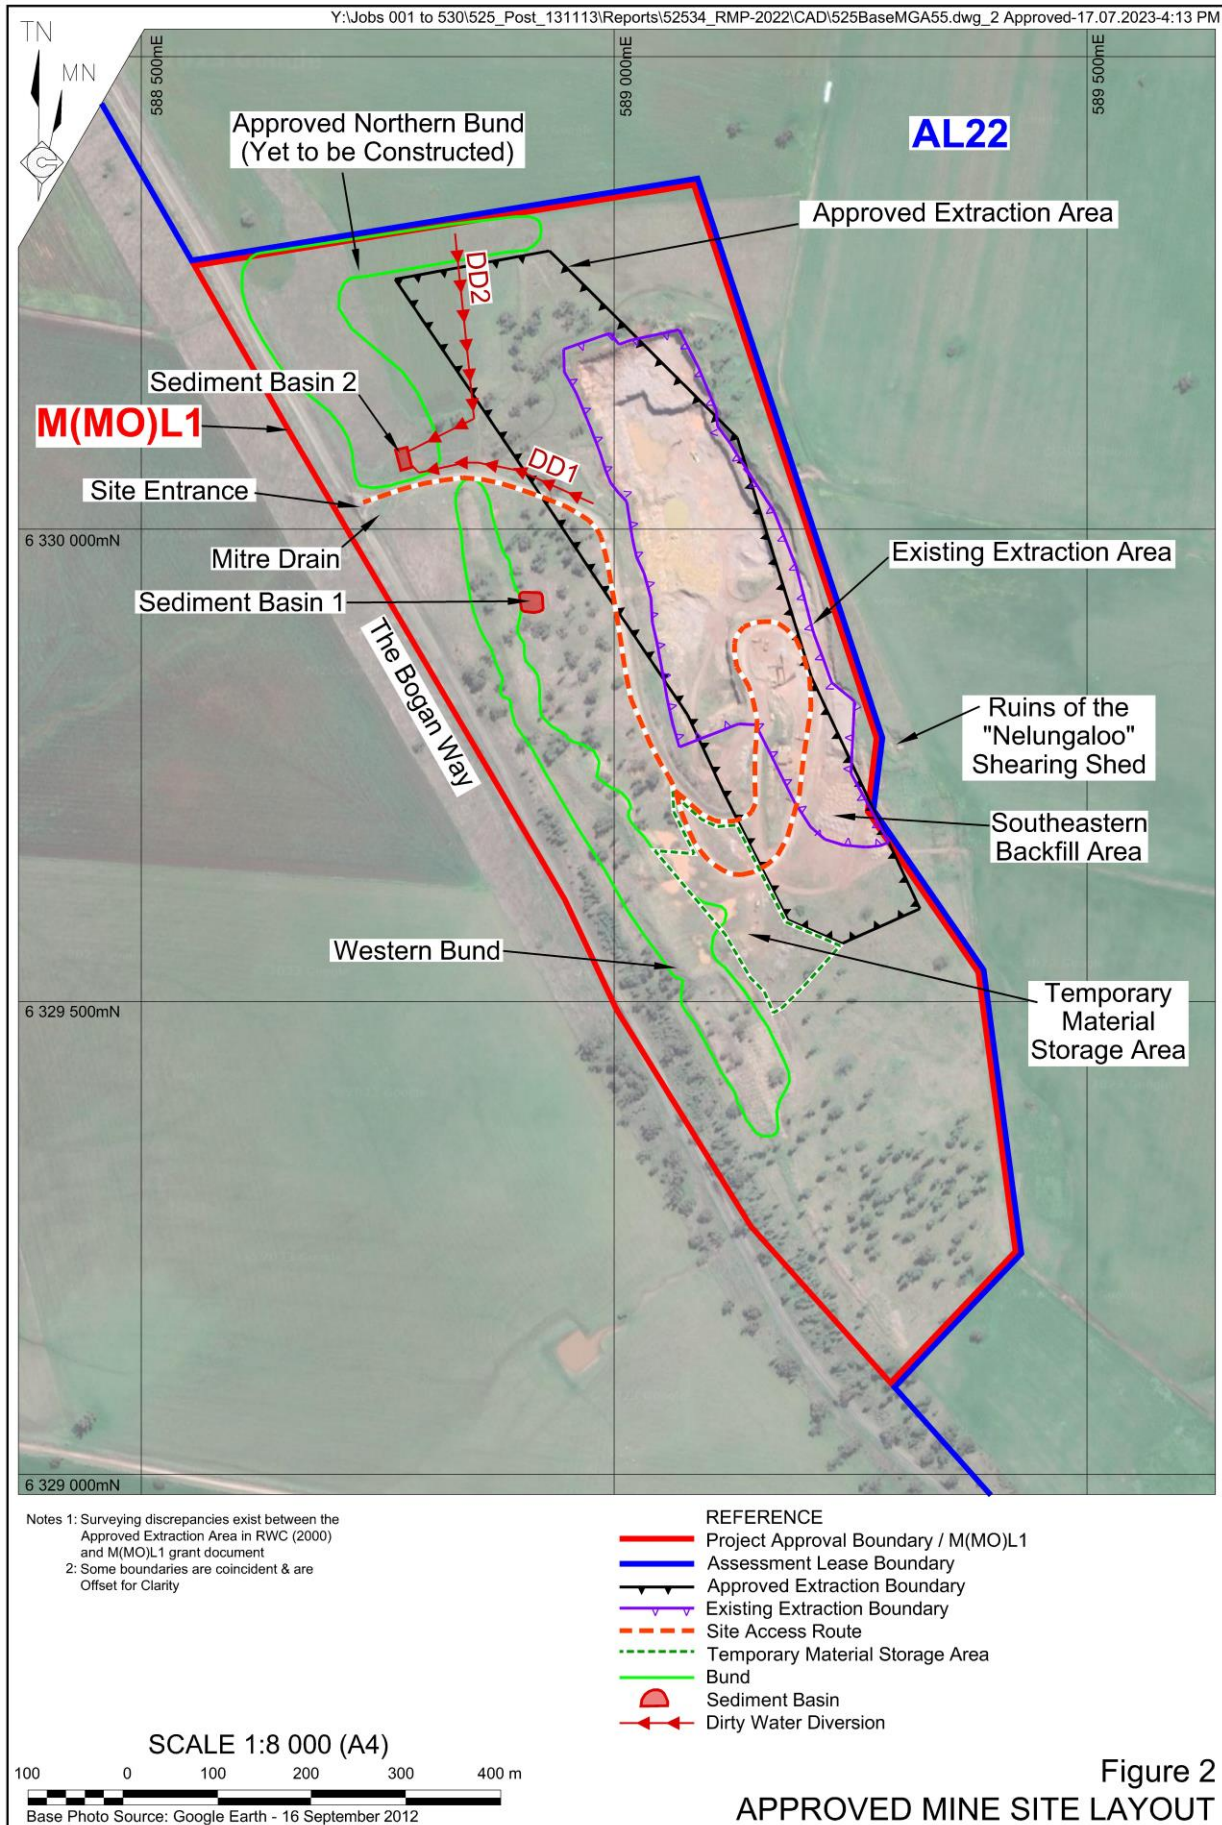 Y:\Jobs 001 to 530\525_Post_131113\Reports\52534_RMP-2022\CAD\525BaseMGA55.dwg_2 Approved-17.07.2023-4:13 PM
TN
MN
588 500mE
589 000mE
589 500mE
AL22
Approved Northern Bund
(Yet to be Constructed)
Approved Extraction Area
DD2
Sediment Basin 2
M(MO)L1
DD1
Site Entrance
6 330 000mN
Mitre Drain
Existing Extraction Area
Sediment Basin 1
The Bogan Way
Ruins of the
"Nelungaloo"
Shearing Shed
Southeastern
Backfill Area
Western Bund
6 329 500mN
Temporary
Material
Storage Area
6 329 000mN
Notes 1: Surveying discrepancies exist between the
Approved Extraction Area in RWC (2000)
and M(MO)L1 grant document
2: Some boundaries are coincident & are
Offset for Clarity
REFERENCE
Project Approval Boundary / M(MO)L1
Assessment Lease Boundary
Approved Extraction Boundary
Existing Extraction Boundary
Site Access Route
Temporary Material Storage Area
Bund
Sediment Basin
Dirty Water Diversion
SCALE 1:8 000 (A4)
100 0 100 200 300 400 m
Base Photo Source: Google Earth - 16 September 2012
Figure 2
APPROVED MINE SITE LAYOUT